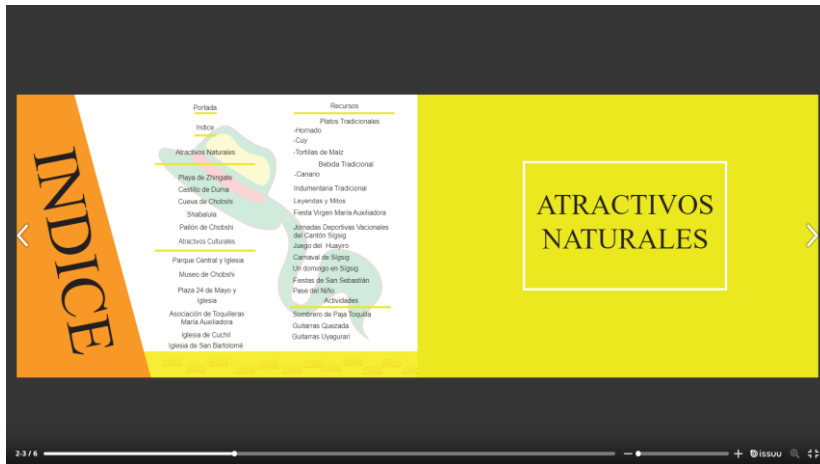 INDICE
Portada
Indice
Atractivos Naturales
Playa de Zhingate
Castillo de Duma
Cueva de Chobshi
Shabalula
Pailón de Chobshi
Atractivos Culturales
Parque Central y Iglesia
Museo de Chobshi
Plaza 24 de Mayo y
Iglesia
Asociación de Toquilleras
María Auxiliadora
Iglesia de Cuchil
Iglesia de San Bartolomé
Recursos
Platos Tradicionales
-Hornado
-Cuy
-Tortillas de Maíz
Bebida Tradicional
-Canario
Indumentaria Tradicional
Leyendas y Mitos
Fiesta Virgen María Auxiliadora
Jornadas Deportivas Vacionales
del Cantón Sígsig
Juego del Huayiro
Carnaval de Sígsig
Un domingo en Sígsig
Fiestas de San Sebastián
Pase del Niño
Actividades
Sombrero de Paja Toquilla
Guitarras Quezada
Guitarras Uyaguran
ATRACTIVOS
NATURALES
2-3 / 6
issuu